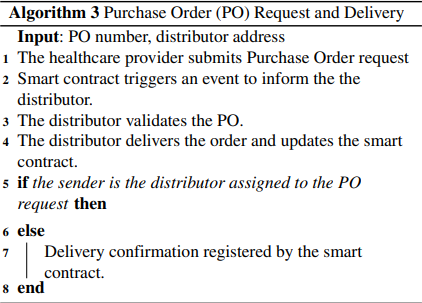 Algorithm 3 Purchase Order (PO) Request and Delivery
Input: PO number, distributor address
1 The healthcare provider submits Purchase Order request
2 Smart contract triggers an event to inform the the
distributor.
3 The distributor validates the PO.
4 The distributor delivers the order and updates the smart
contract.
5 if the sender is the distributor assigned to the PO
request then
6 else
7 Delivery confirmation registered by the smart
contract.
8 end